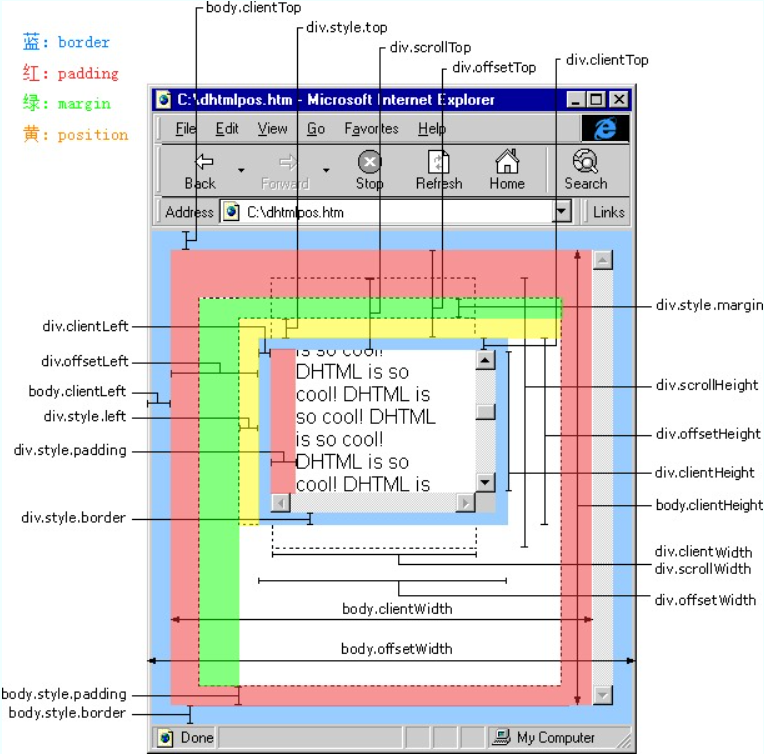 body.clientTop
div.style.top
div.scrollTop
div.offsetTop
div.clientTop
蓝: border
红: padding
绿: margin
黄: position
C:\dhtmlpos.htm - Microsoft Internet Explorer
File Edit View Go Favorites Help
Back Forward Stop Refresh Home Search
Address C:\dhtmlpos.htm Links
div.style.margin
div.clientLeft
div.offsetLeft
body.clientLeft
div.style.left
div.style.padding
div.style.border
is so cool!
DHTML is so
cool! DHTML is
so cool! DHTML
is so cool!
DHTML is so
cool! DHTML is
div.scrollHeight
div.offsetHeight
div.clientHeight
body.clientHeight
div.clientWidth
div.scrollWidth
div.offsetWidth
body.clientWidth
body.offsetWidth
body.style.padding
body.style.border
Done My Computer